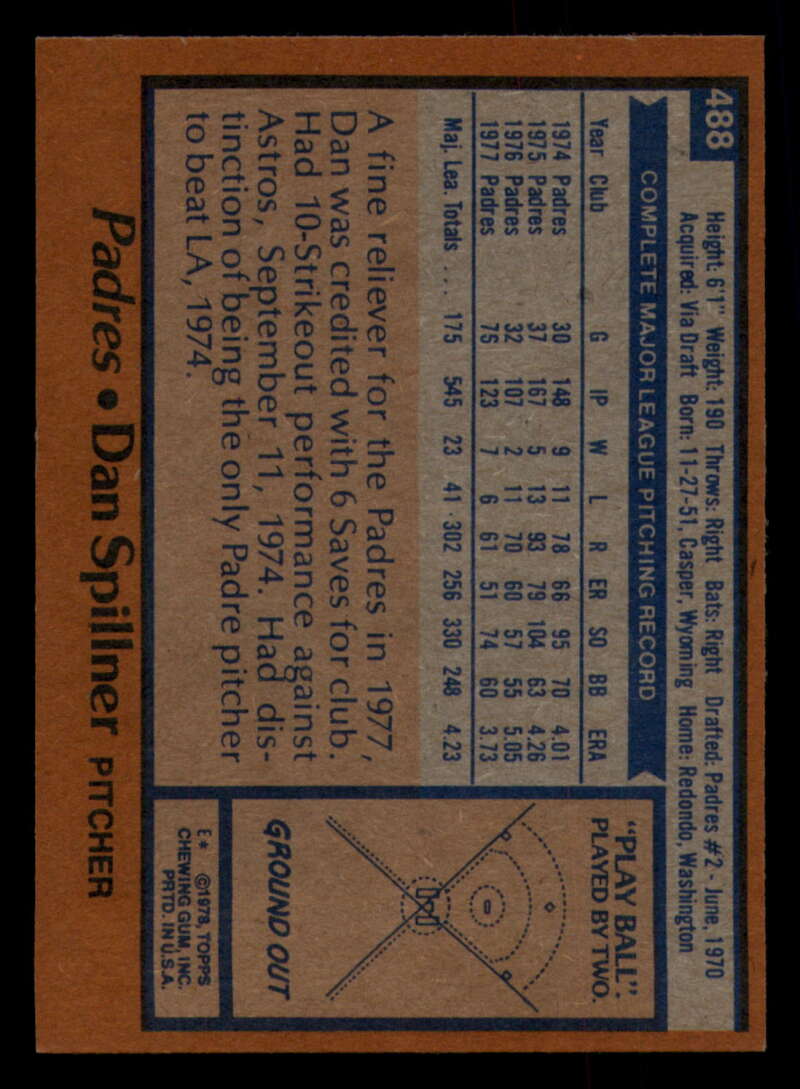 488
Height: 6'1" Weight: 190 Throws: Right Bats: Right Drafted: Padres #2 - June, 1970
Acquired: Via Draft Born: 11-27-51, Casper, Wyoming Home: Redondo, Washington
COMPLETE MAJOR LEAGUE PITCHING RECORD
Year Club G IP W L R ER SO BB ERA
1974 Padres 30 148 9 11 78 66 95 70 4.01
1975 Padres 37 167 5 13 93 79 104 63 4.26
1976 Padres 32 107 2 11 70 60 57 55 5.05
1977 Padres 76 123 7 6 61 51 74 60 3.73
Maj. Lea. Totals ... 175 545 23 41 302 256 330 248 4.23
A fine reliever for the Padres in 1977,
Dan was credited with 6 Saves for club.
Had 10-Strikeout performance against
Astros, September 11, 1974. Had dis-
tinction of being the only Padre pitcher
to beat LA, 1974.
"PLAY BALL":
PLAYED BY TWO.
GROUND OUT
E* ©1978, TOPPS
CHEWING GUM, INC.
PRTD. IN U.S.A.
Padres • Dan Spillner PITCHER